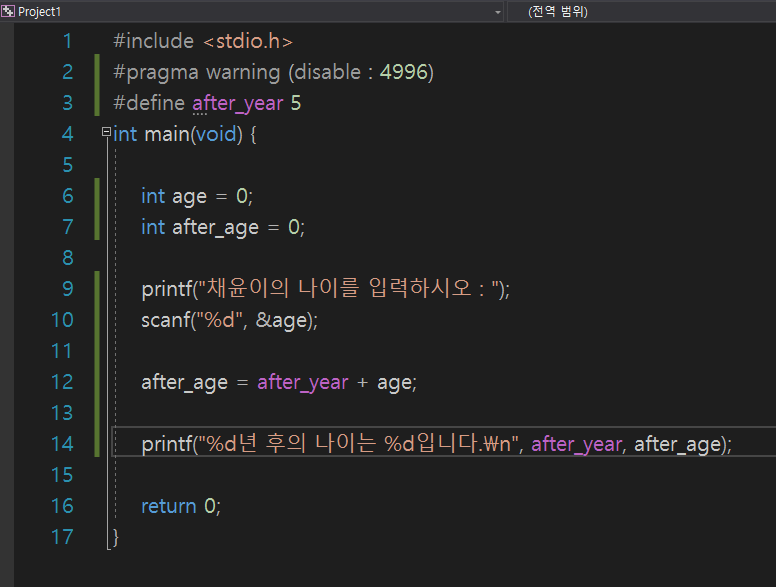 Project1 (전역 범위)
1 #include <stdio.h>
2 #pragma warning (disable : 4996)
3 #define after_year 5
4 int main(void) {
5
6 int age = 0;
7 int after_age = 0;
8
9 printf("채윤이의 나이를 입력하시오 : ");
10 scanf("%d", &age);
11
12 after_age = after_year + age;
13
14 printf("%d년 후의 나이는 %d입니다.₩n", after_year, after_age);
15
16 return 0;
17 }